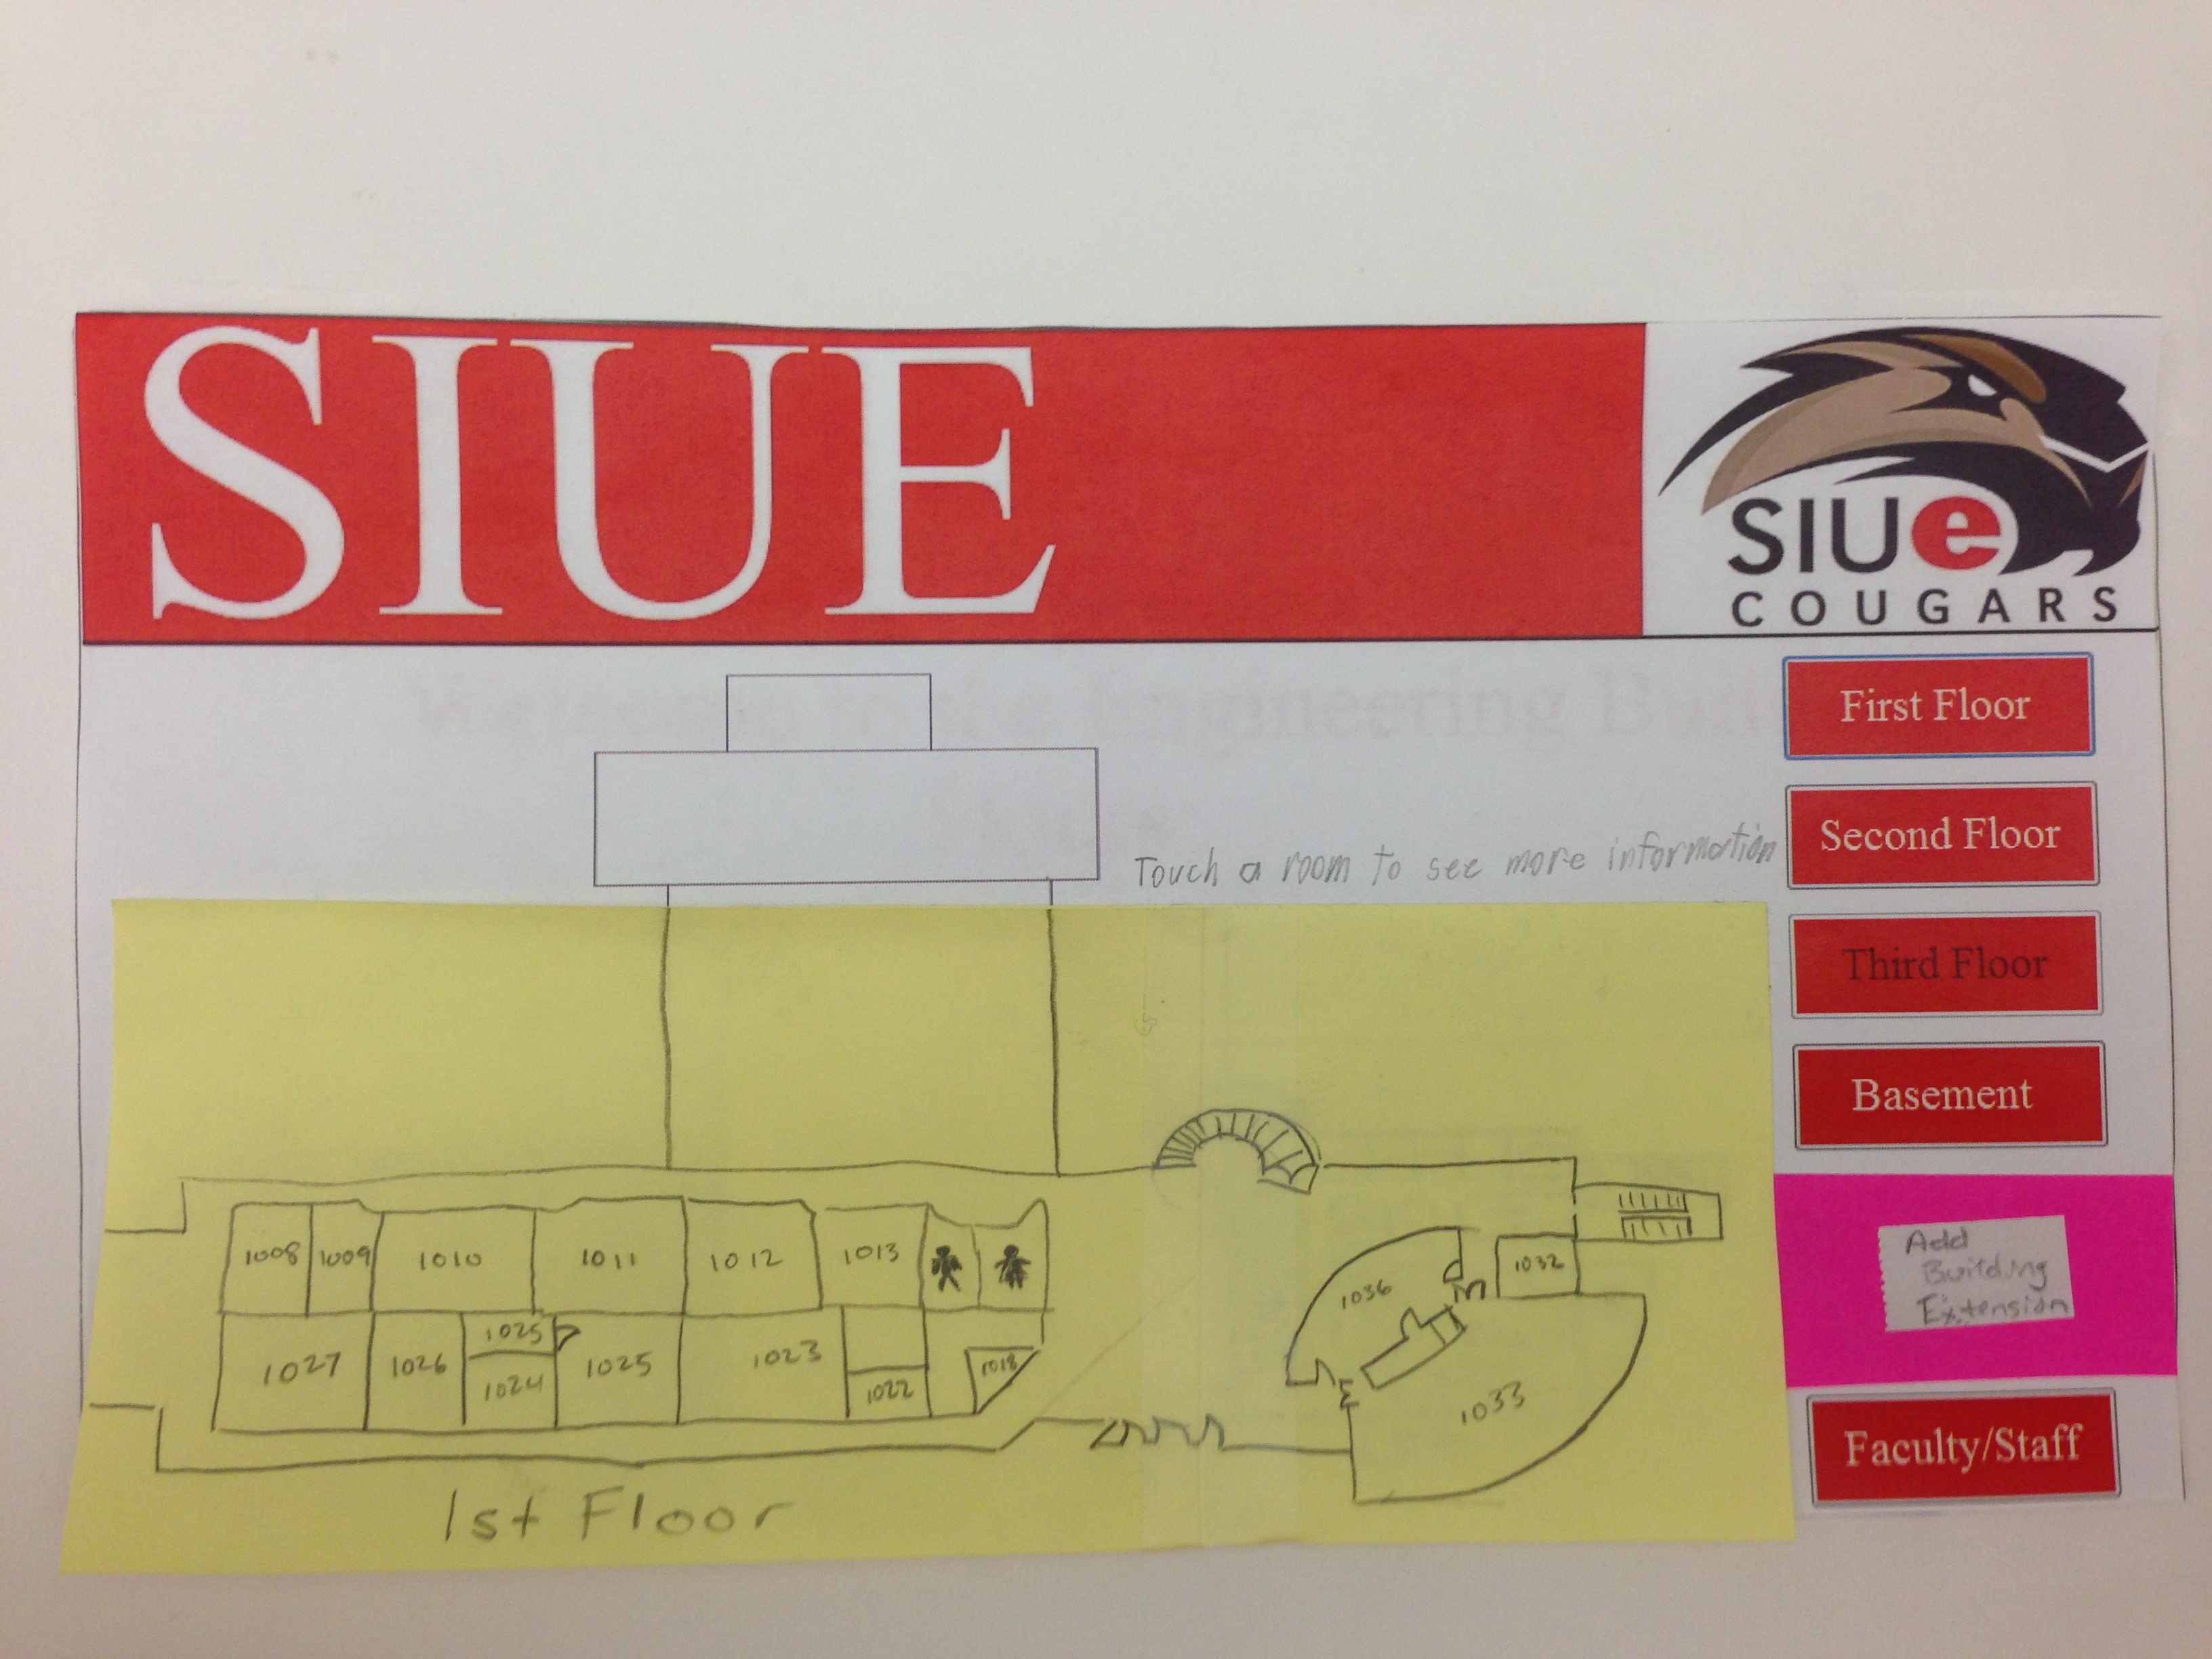 SIUE
SIUe
COUGARS
First Floor
Second Floor
Touch a room to see more information
Third Floor
Basement
Add
Building
Extension
Faculty/Staff
1008 1009 1010 1011 1012 1013
1027 1026 1025 1024 1025 1023 1022 1018
1036 1032
1033
1st Floor